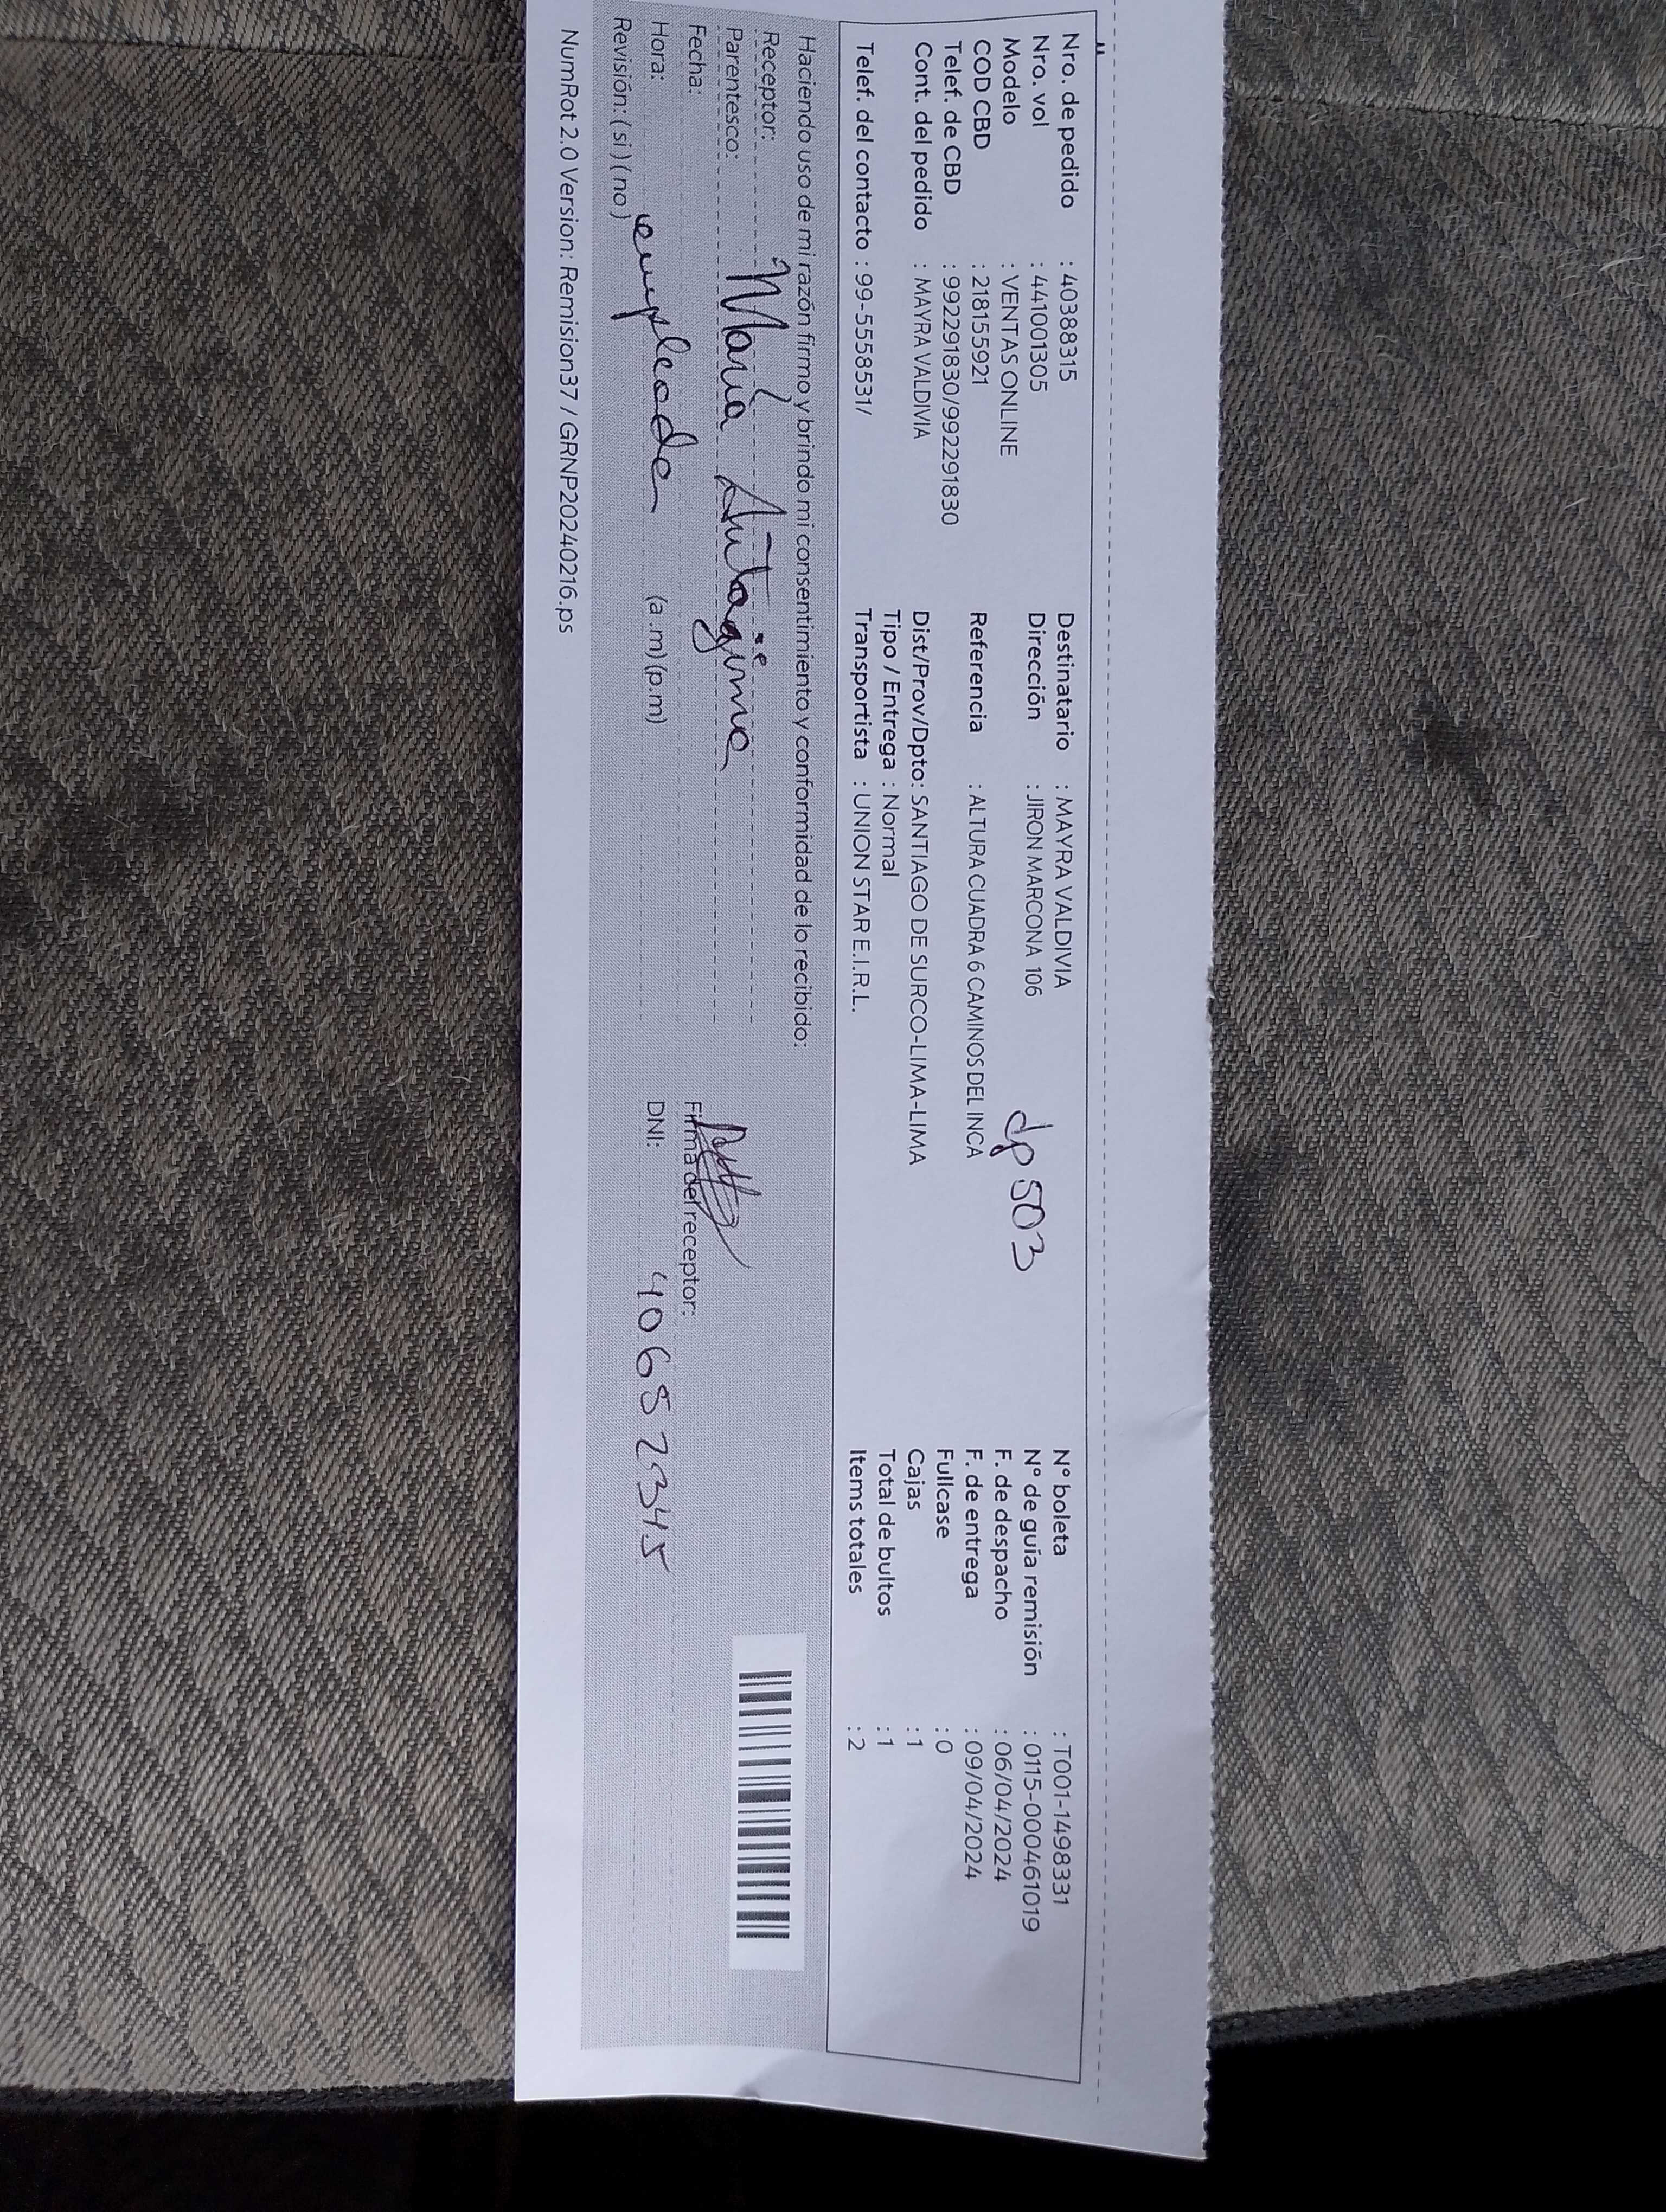 Nro. de pedido : 40388315
Nro. vol : 441001305
Modelo : VENTAS ONLINE
COD CBD : 218155921
Telef. de CBD : 992291830/992291830
Cont. del pedido : MAYRA VALDIVIA
Telef. del contacto : 99-5558531/
Destinatario : MAYRA VALDIVIA
Dirección : JIRON MARCONA 106
dp 503
Referencia : ALTURA CUADRA 6 CAMINOS DEL INCA
Dist/Prov/Dpto: SANTIAGO DE SURCO-LIMA-LIMA
Tipo / Entrega : Normal
Transportista : UNION STAR E.I.R.L.
N° boleta : T001-1498331
N° de guía remisión : 0115-000461019
F. de despacho : 06/04/2024
F. de entrega : 09/04/2024
Fullcase : 0
Cajas : 1
Total de bultos : 1
Items totales : 2
Haciendo uso de mi razón firmo y brindo mi consentimiento y conformidad de lo recibido:
Receptor:
María
Parentesco:
Fecha:
Hora: (a.m) (p.m)
Revisión: ( si ) ( no )
Firma del receptor:
DNI: 40682345
NumRot 2.0 Version: Remision37 / GRNP20240216.ps